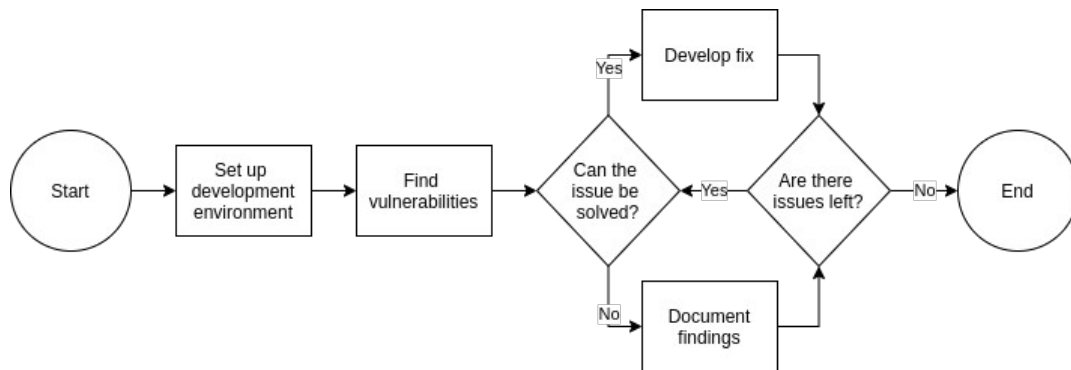 Start
Set up
development
environment
Find
vulnerabilities
Can the
issue be
solved?
Yes
Develop fix
No
Document
findings
Are there
issues left?
Yes
No
End